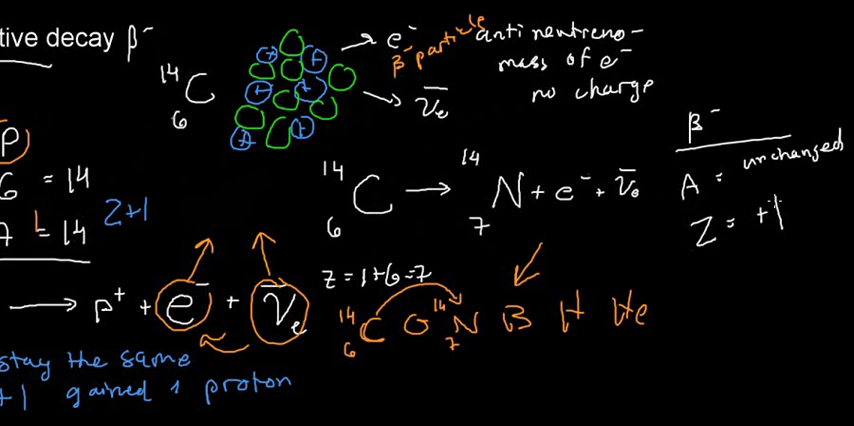 tive decay β⁻
¹⁴₆C
+ + + + + +
e⁻
β⁻ particle
ν̄ₑ
anti neutreno -
mass of e⁻
no charge
β⁻
A = unchanged
Z = +1
P
6 = 14
7 = 14
Z+1
¹⁴₆C → ¹⁴₇N + e⁻ + ν̄ₑ
→ p⁺ + e⁻ + ν̄ₑ
Z = 1+6=7
¹⁴₆C O ¹⁴₇N B H He
stay the same
+1 gained 1 proton